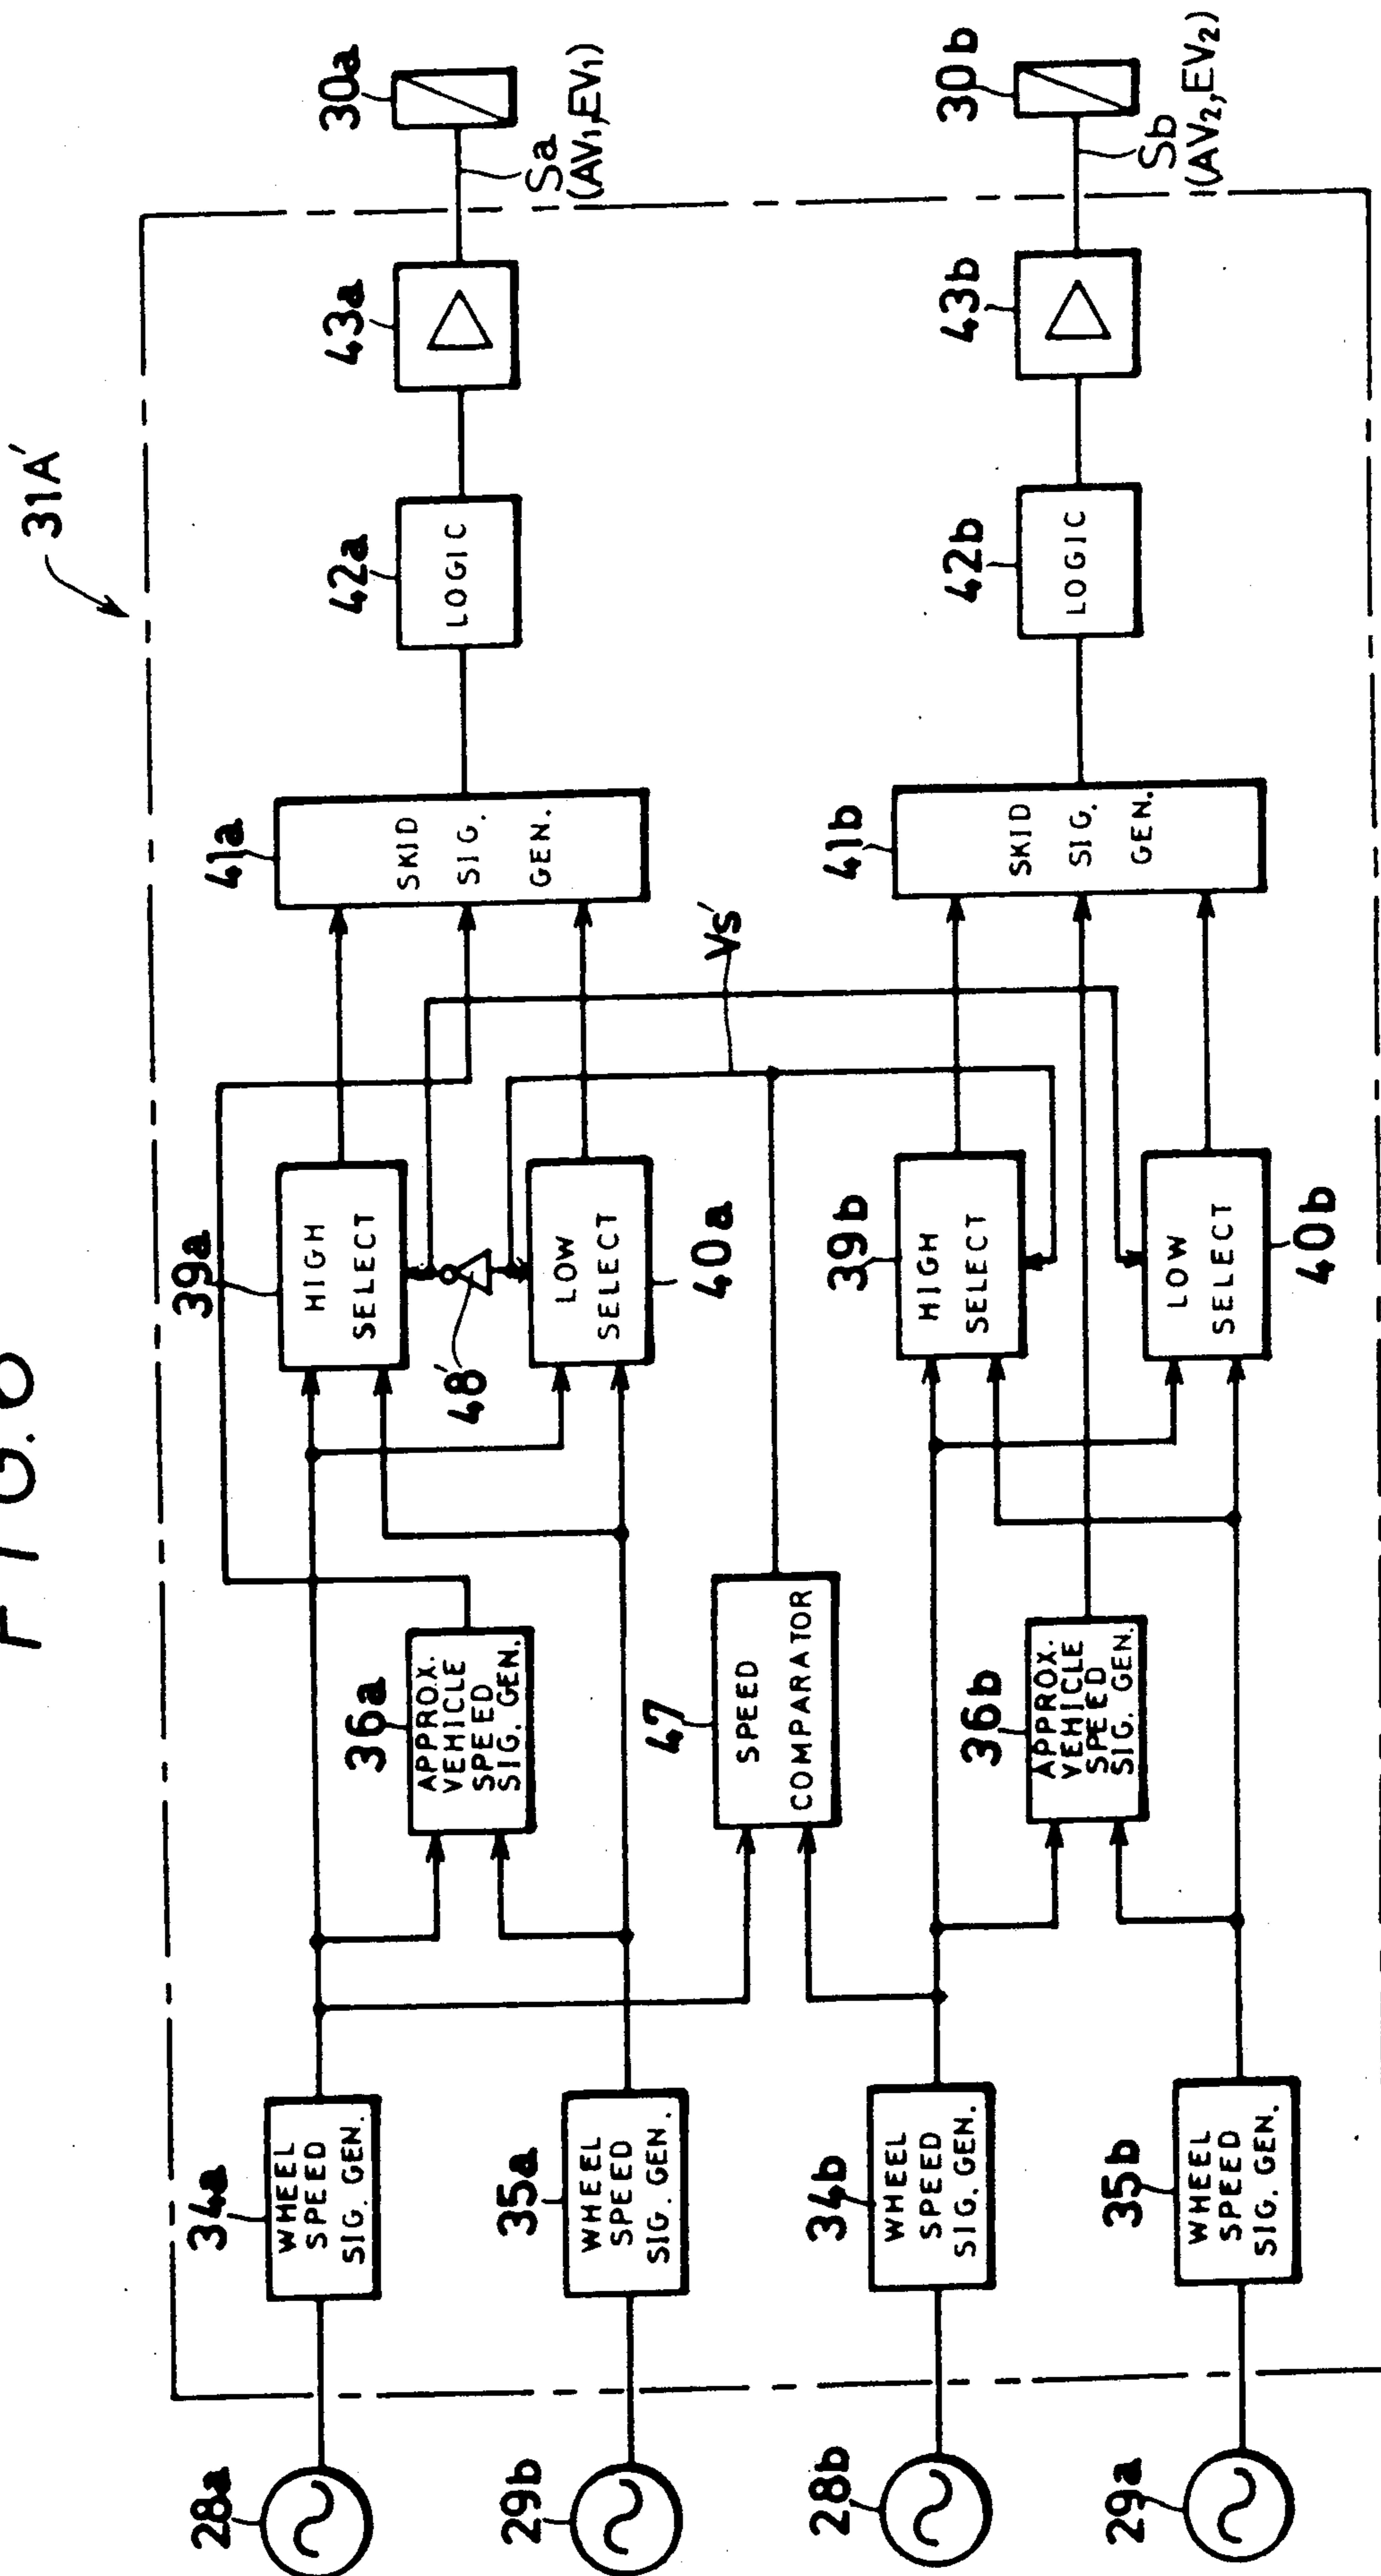 FIG. 6
31A'
28a
29b
28b
29a
34a
WHEEL
SPEED
SIG. GEN.
35a
WHEEL
SPEED
SIG. GEN.
34b
WHEEL
SPEED
SIG. GEN.
35b
WHEEL
SPEED
SIG. GEN.
36a
APPROX.
VEHICLE
SPEED
SIG. GEN.
47
SPEED
COMPARATOR
36b
APPROX.
VEHICLE
SPEED
SIG. GEN.
39a
HIGH
SELECT
48'
LOW
SELECT
40a
39b
HIGH
SELECT
LOW
SELECT
40b
Vs'
41a
SKID
SIG.
GEN.
41b
SKID
SIG.
GEN.
42a
LOGIC
42b
LOGIC
43a
43b
Sa
(AV1,EV1)
Sb
(AV2,EV2)
30a
30b